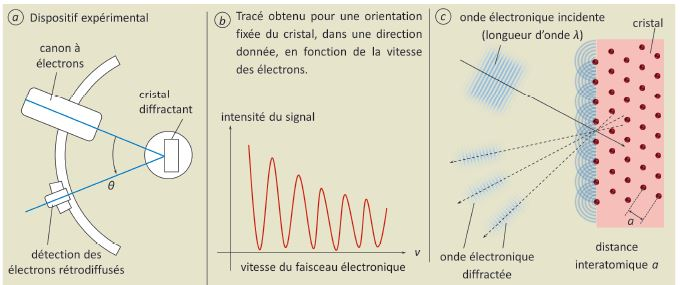 a Dispositif expérimental
canon à
électrons
cristal
diffractant
θ
détection des
électrons rétrodiffusés
b Tracé obtenu pour une orientation
fixée du cristal, dans une direction
donnée, en fonction de la vitesse
des électrons.
intensité du signal
v
vitesse du faisceau électronique
c onde électronique incidente
(longueur d'onde λ)
cristal
a
onde électronique
diffractée
distance
interatomique a